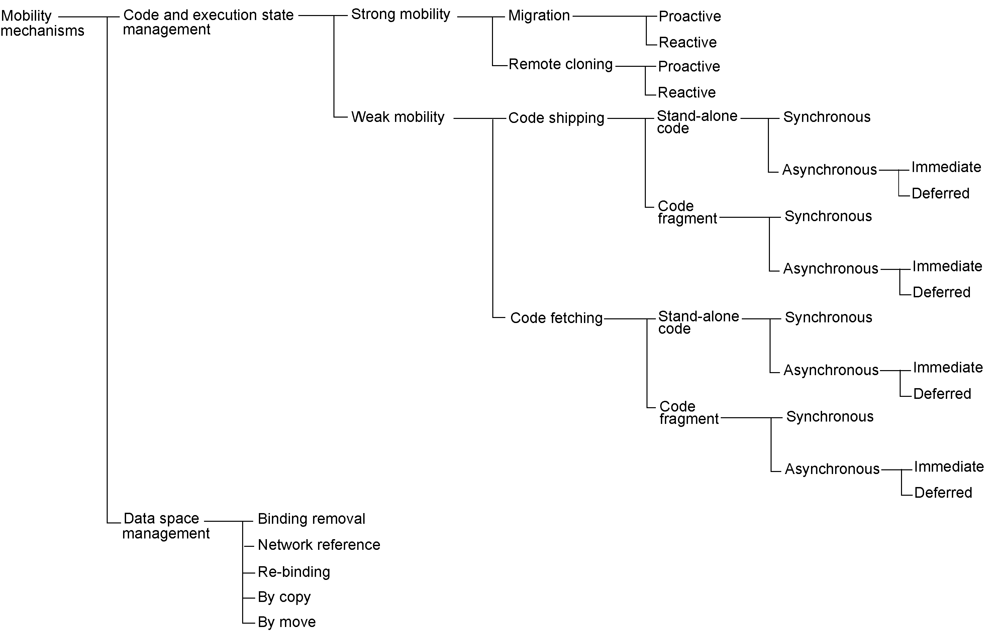 Mobility
mechanisms
Code and execution state
management
Strong mobility
Migration
Proactive
Reactive
Remote cloning
Proactive
Reactive
Weak mobility
Code shipping
Stand-alone
code
Synchronous
Asynchronous
Immediate
Deferred
Code
fragment
Synchronous
Asynchronous
Immediate
Deferred
Code fetching
Stand-alone
code
Synchronous
Asynchronous
Immediate
Deferred
Code
fragment
Synchronous
Asynchronous
Immediate
Deferred
Data space
management
Binding removal
Network reference
Re-binding
By copy
By move